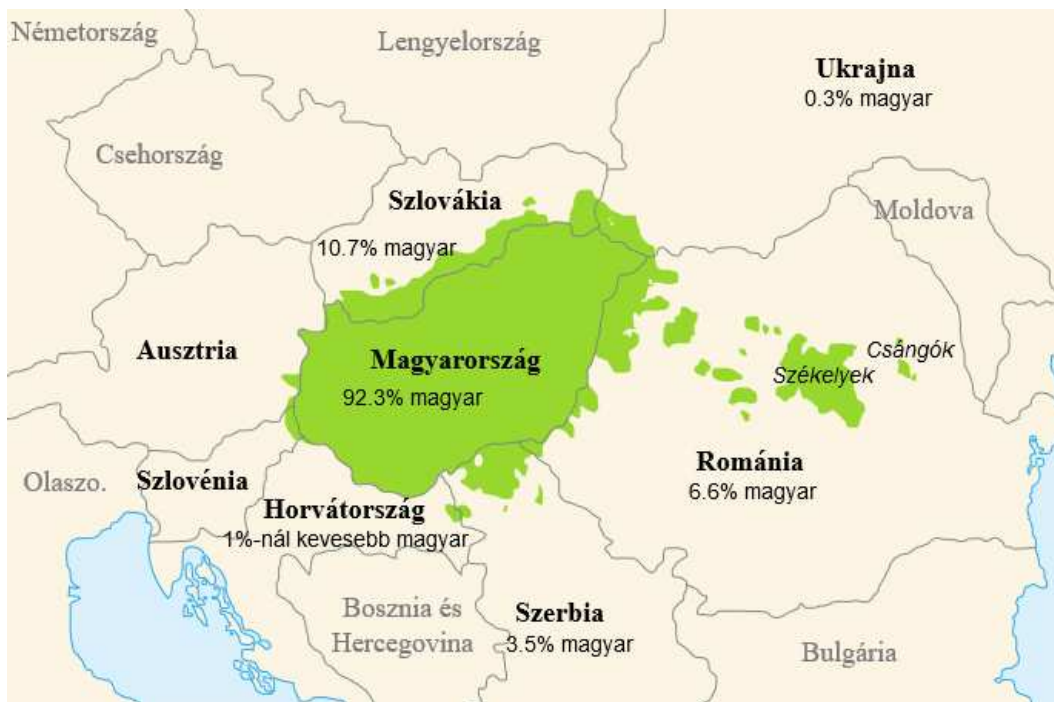 Németország
Lengyelország
Ukrajna
0.3% magyar
Csehország
Szlovákia
10.7% magyar
Moldova
Ausztria
Magyarország
92.3% magyar
Csángók
Székelyek
Románia
6.6% magyar
Olaszo.
Szlovénia
Horvátország
1%-nál kevesebb magyar
Bosznia és
Hercegovina
Szerbia
3.5% magyar
Bulgária